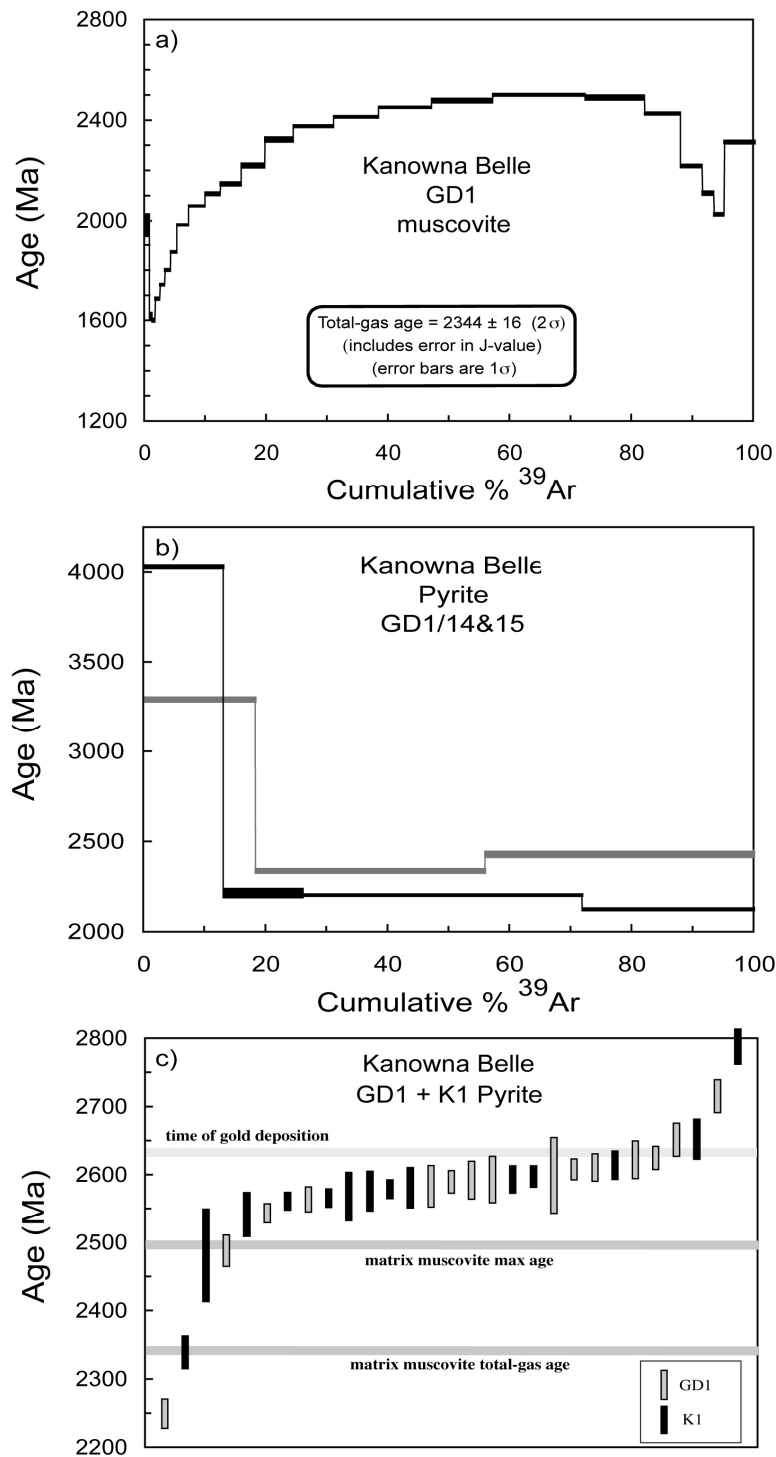 a)
2800
2400
2000
1600
1200
Age (Ma)
Kanowna Belle
GD1
muscovite
Total-gas age = 2344 ± 16 (2σ)
(includes error in J-value)
(error bars are 1σ)
0 20 40 60 80 100
Cumulative % ³⁹Ar
b)
4000
3500
3000
2500
2000
Age (Ma)
Kanowna Belle
Pyrite
GD1/14&15
0 20 40 60 80 100
Cumulative % ³⁹Ar
c)
2800
2700
2600
2500
2400
2300
2200
Age (Ma)
Kanowna Belle
GD1 + K1 Pyrite
time of gold deposition
matrix muscovite max age
matrix muscovite total-gas age
GD1
K1